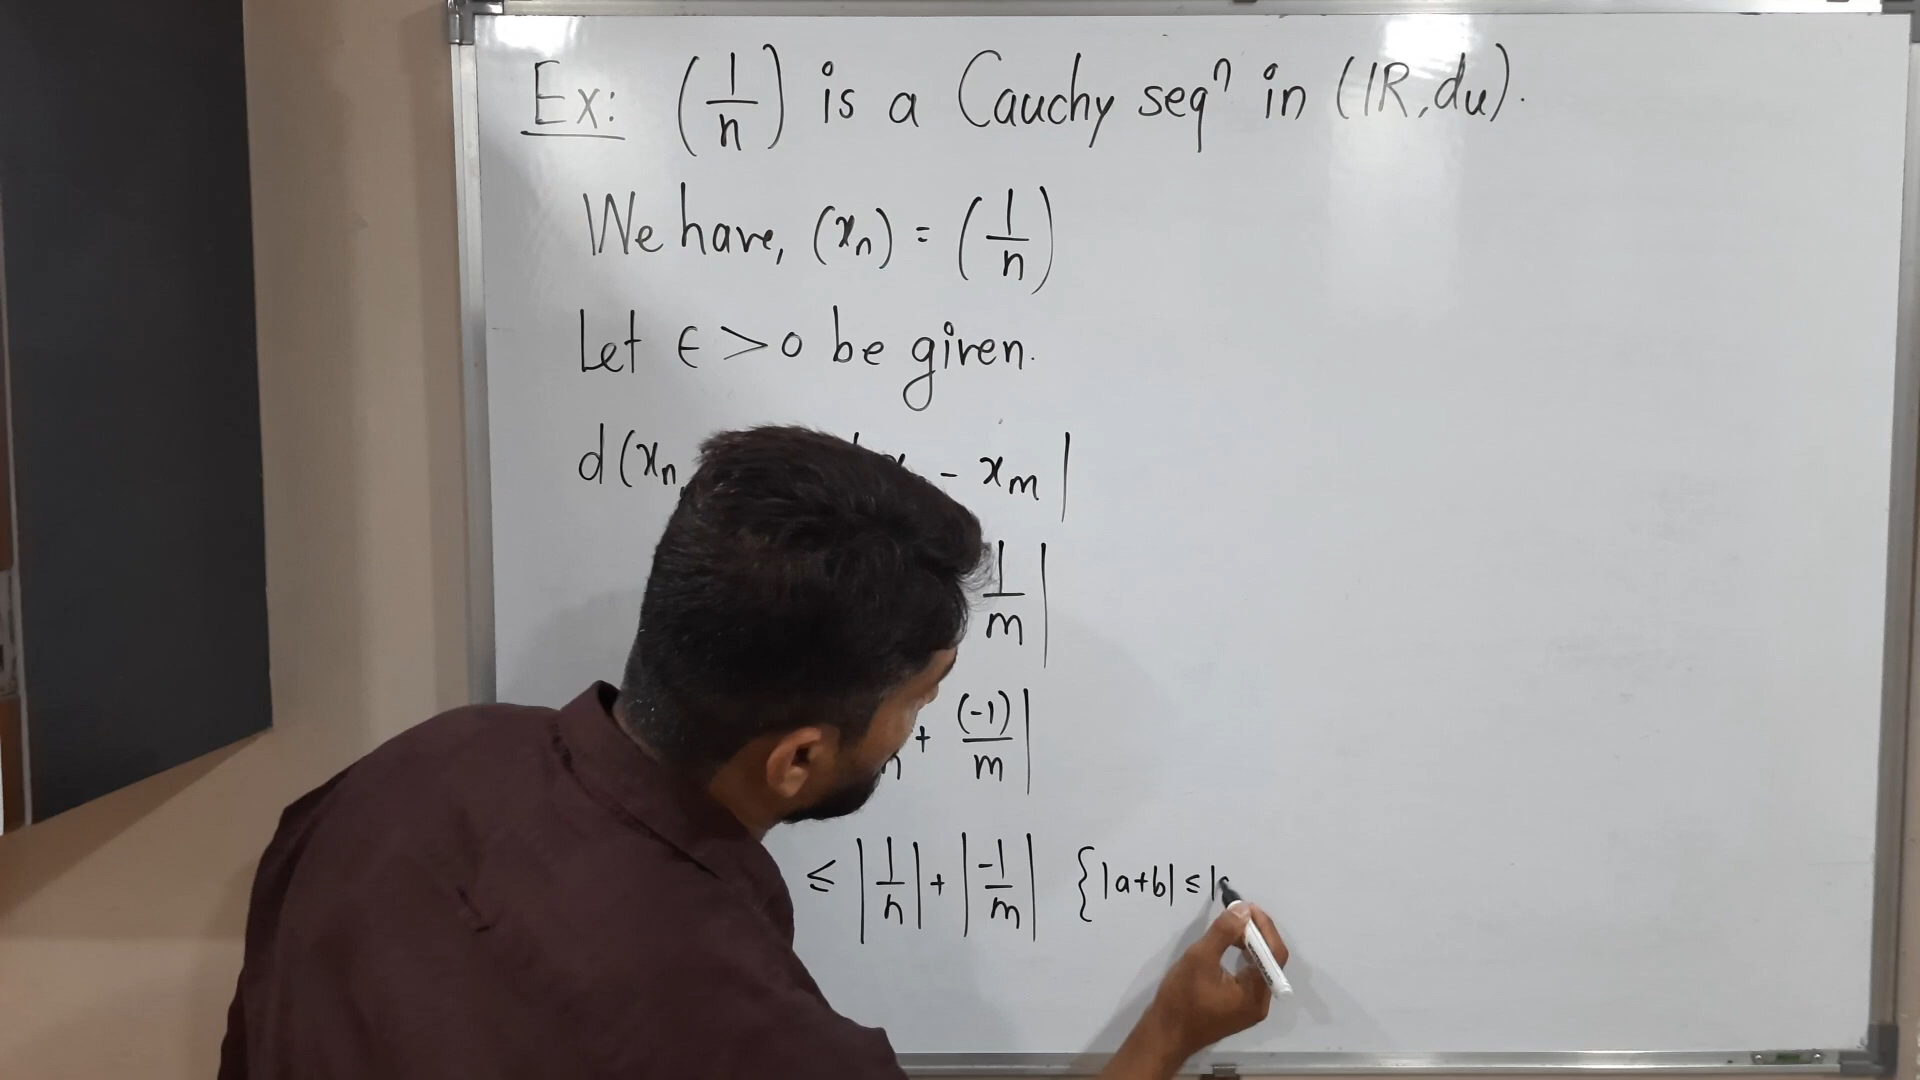 Ex: (1/n) is a Cauchy seqⁿ in (IR, du).
We have, (xₙ) = (1/n)
Let ϵ > 0 be given.
d(xₙ, - xₘ|
1/m|
+ (-1)/m|
≤ |1/n| + |-1/m| {|a+b| ≤ |